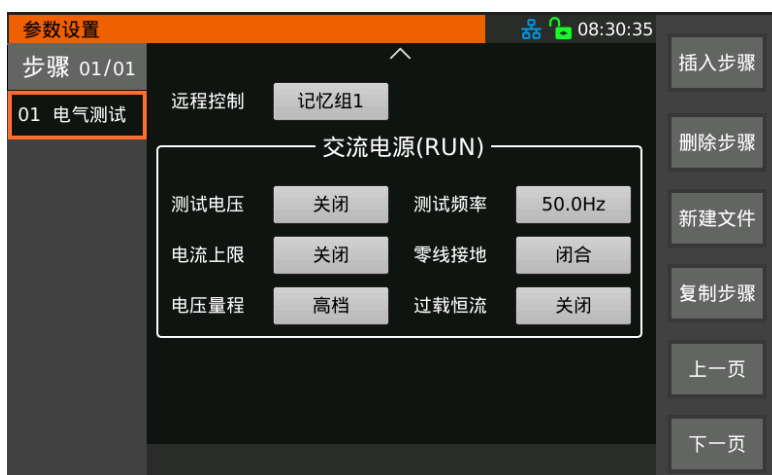 参数设置 08:30:35
步骤 01/01
01 电气测试
远程控制 记忆组1
交流电源(RUN)
测试电压 关闭 测试频率 50.0Hz
电流上限 关闭 零线接地 闭合
电压量程 高档 过载恒流 关闭
插入步骤
删除步骤
新建文件
复制步骤
上一页
下一页